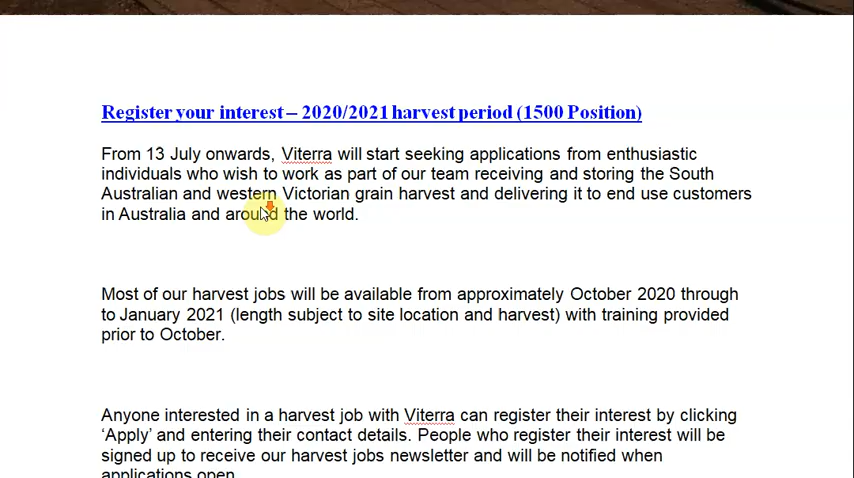 Register your interest – 2020/2021 harvest period (1500 Position)
From 13 July onwards, Viterra will start seeking applications from enthusiastic
individuals who wish to work as part of our team receiving and storing the South
Australian and western Victorian grain harvest and delivering it to end use customers
in Australia and around the world.
Most of our harvest jobs will be available from approximately October 2020 through
to January 2021 (length subject to site location and harvest) with training provided
prior to October.
Anyone interested in a harvest job with Viterra can register their interest by clicking
‘Apply’ and entering their contact details. People who register their interest will be
signed up to receive our harvest jobs newsletter and will be notified when
applications open